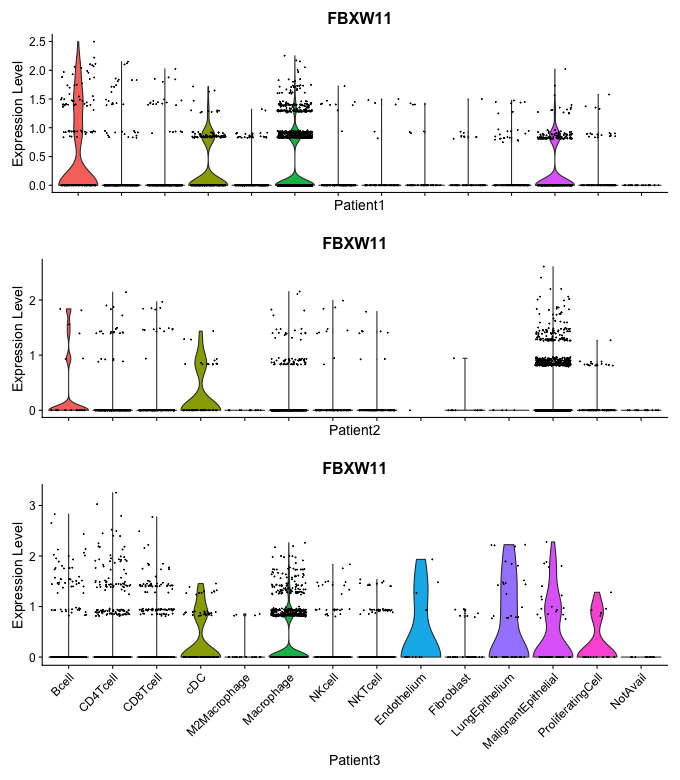 FBXW11
Expression Level
2.5
2.0
1.5
1.0
0.5
0.0
Patient1
FBXW11
Expression Level
2
1
0
Patient2
FBXW11
Expression Level
3
2
1
0
Bcell
CD4Tcell
CD8Tcell
cDC
M2Macrophage
Macrophage
NKcell
NKTcell
Endothelium
Fibroblast
LungEpithelium
MalignantEpithelial
ProliferatingCell
NotAvail
Patient3